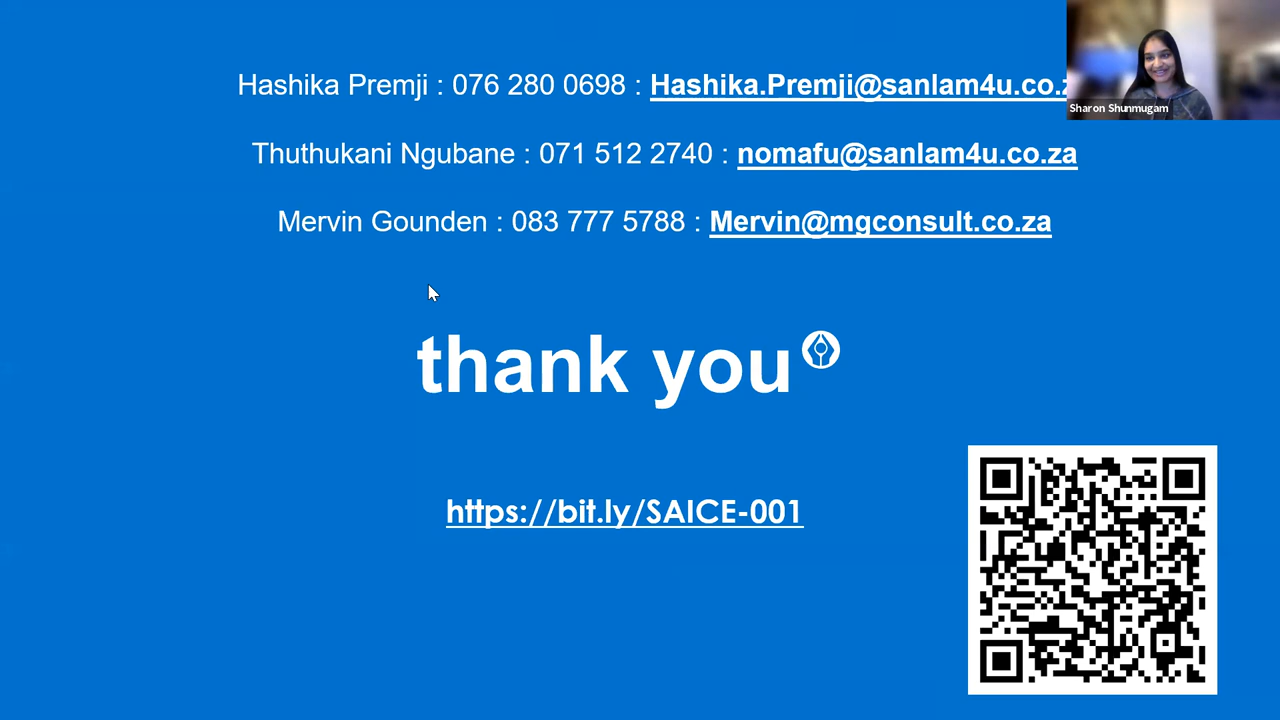 Hashika Premji : 076 280 0698 : Hashika.Premji@sanlam4u.co.z
Sharon Shunmugam
Thuthukani Ngubane : 071 512 2740 : nomafu@sanlam4u.co.za
Mervin Gounden : 083 777 5788 : Mervin@mgconsult.co.za
thank you
https://bit.ly/SAICE-001